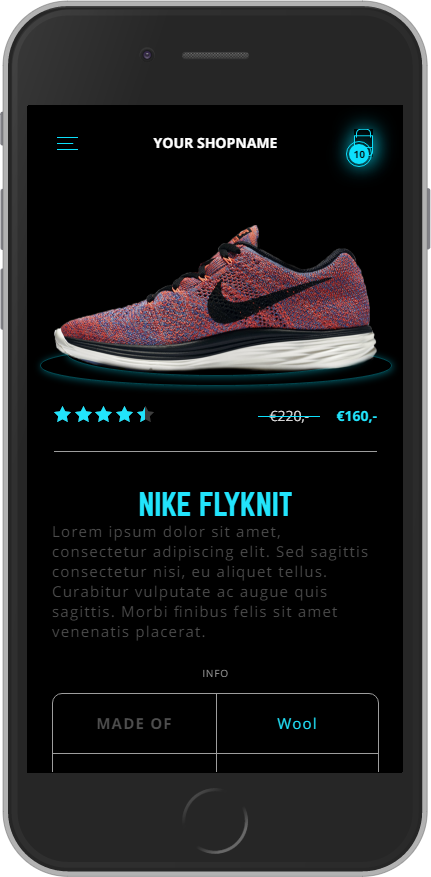 YOUR SHOPNAME
10
€220,- €160,-
NIKE FLYKNIT
Lorem ipsum dolor sit amet,
consectetur adipiscing elit. Sed sagittis
consectetur nisi, eu aliquet tellus.
Curabitur vulputate ac augue quis
sagittis. Morbi finibus felis sit amet
venenatis placerat.
INFO
MADE OF Wool